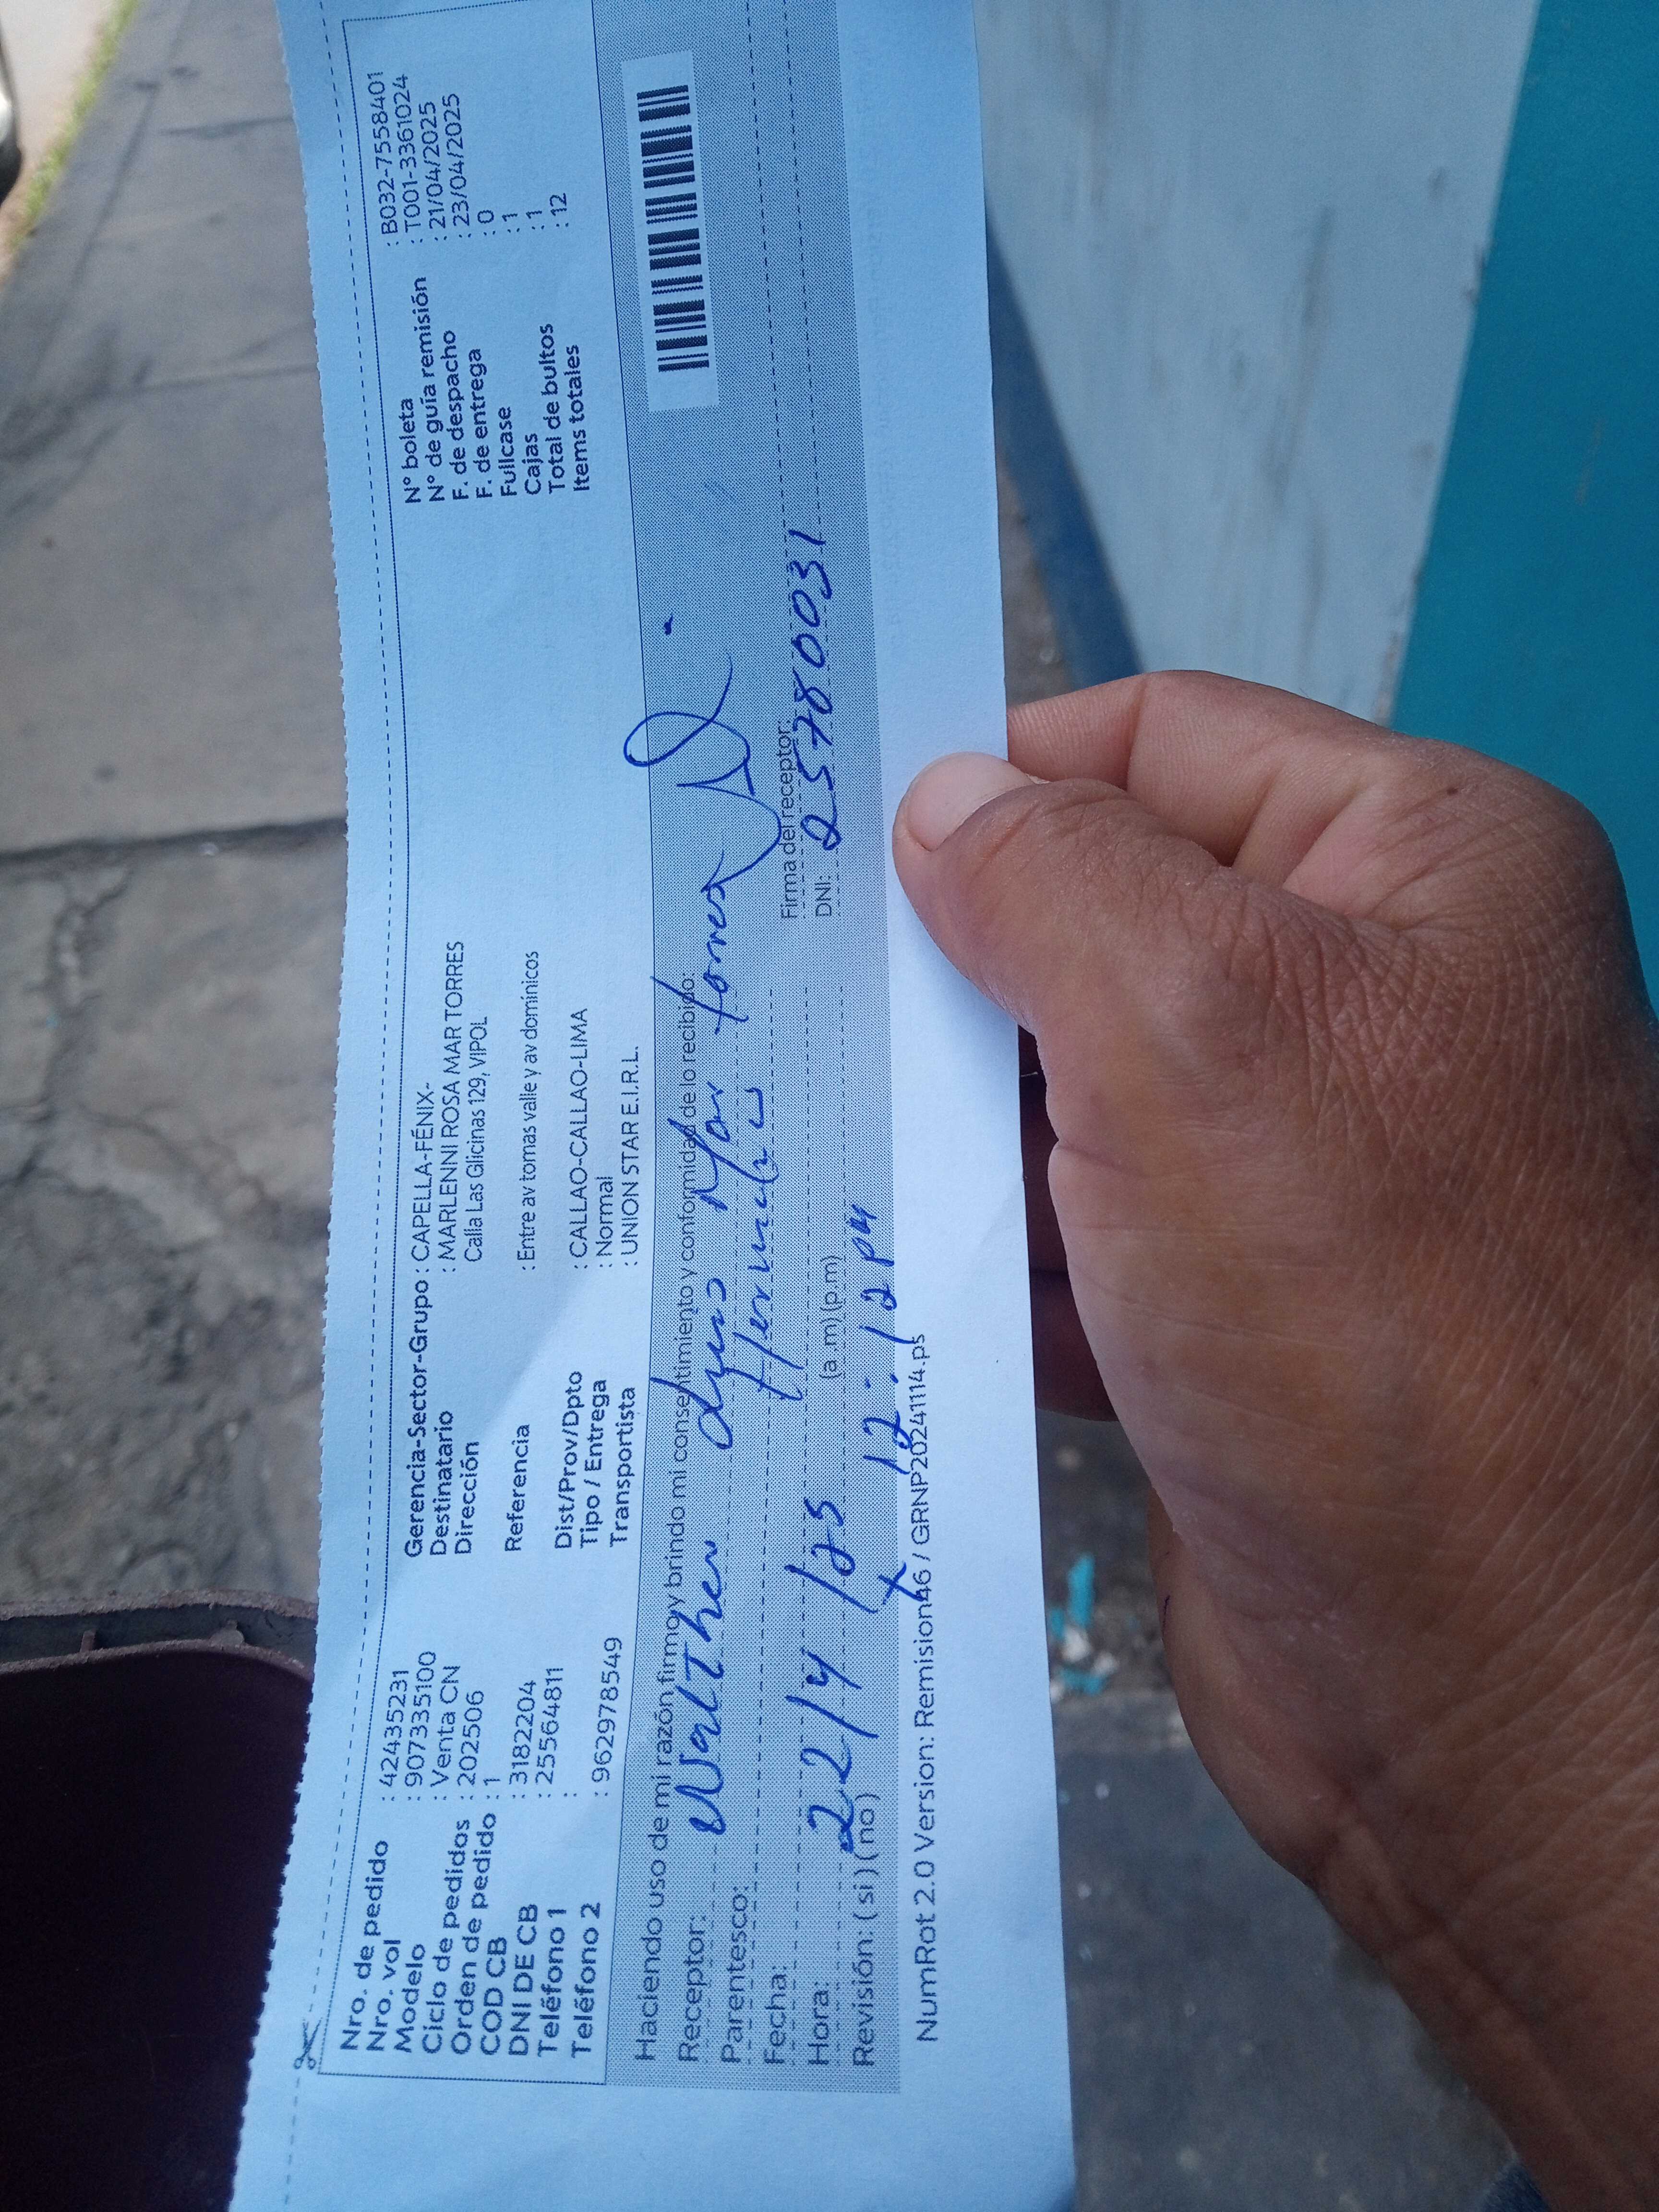 Nro. de pedido : 42435231
Nro. vol : 907335100
Modelo : Venta CN
Ciclo de pedidos : 202506
Orden de pedido : 1
COD CB : 3182204
DNI DE CB : 25564811
Teléfono 1 :
Teléfono 2 : 962978549
Gerencia-Sector-Grupo : CAPELLA-FÉNIX-
Destinatario : MARLENNI ROSA MAR TORRES
Dirección Calla Las Glicinas 129, VIPOL
Referencia : Entre av tomas valle y av domínicos
Dist/Prov/Dpto : CALLAO-CALLAO-LIMA
Tipo / Entrega : Normal
Transportista : UNION STAR E.I.R.L.
N° boleta : B032-7558401
N° de guía remisión : T001-3361024
F. de despacho : 21/04/2025
F. de entrega : 23/04/2025
Fullcase : 0
Cajas : 1
Total de bultos : 1
Items totales : 12
Haciendo uso de mi razón firmo y brindo mi consentimiento y conformidad de lo recibido:
Receptor: Walther Mar torres
Parentesco:
Fecha: 22/4/25
Hora: (a .m) (p.m) 12:12 pm
Revisión: ( si ) ( no )
Firma del receptor:
DNI: 25780031
NumRot 2.0 Version: Remision46 / GRNP20241114.ps